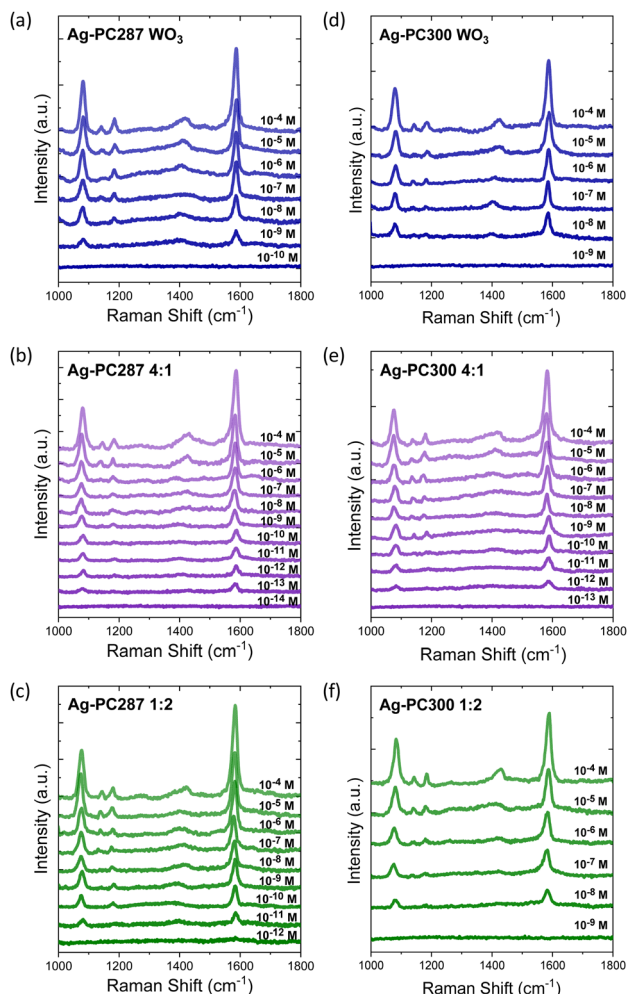 (a)
Ag-PC287 WO₃
10⁻⁴ M
10⁻⁵ M
10⁻⁶ M
10⁻⁷ M
10⁻⁸ M
10⁻⁹ M
10⁻¹⁰ M
Intensity (a.u.)
1000 1200 1400 1600 1800
Raman Shift (cm⁻¹)
(d)
Ag-PC300 WO₃
10⁻⁴ M
10⁻⁵ M
10⁻⁶ M
10⁻⁷ M
10⁻⁸ M
10⁻⁹ M
Intensity (a.u.)
1000 1200 1400 1600 1800
Raman Shift (cm⁻¹)
(b)
Ag-PC287 4:1
10⁻⁴ M
10⁻⁵ M
10⁻⁶ M
10⁻⁷ M
10⁻⁸ M
10⁻⁹ M
10⁻¹⁰ M
10⁻¹¹ M
10⁻¹² M
10⁻¹³ M
10⁻¹⁴ M
Intensity (a.u.)
1000 1200 1400 1600 1800
Raman Shift (cm⁻¹)
(e)
Ag-PC300 4:1
10⁻⁴ M
10⁻⁵ M
10⁻⁶ M
10⁻⁷ M
10⁻⁸ M
10⁻⁹ M
10⁻¹⁰ M
10⁻¹¹ M
10⁻¹² M
10⁻¹³ M
Intensity (a.u.)
1000 1200 1400 1600 1800
Raman Shift (cm⁻¹)
(c)
Ag-PC287 1:2
10⁻⁴ M
10⁻⁵ M
10⁻⁶ M
10⁻⁷ M
10⁻⁸ M
10⁻⁹ M
10⁻¹⁰ M
10⁻¹¹ M
10⁻¹² M
Intensity (a.u.)
1000 1200 1400 1600 1800
Raman Shift (cm⁻¹)
(f)
Ag-PC300 1:2
10⁻⁴ M
10⁻⁵ M
10⁻⁶ M
10⁻⁷ M
10⁻⁸ M
10⁻⁹ M
Intensity (a.u.)
1000 1200 1400 1600 1800
Raman Shift (cm⁻¹)